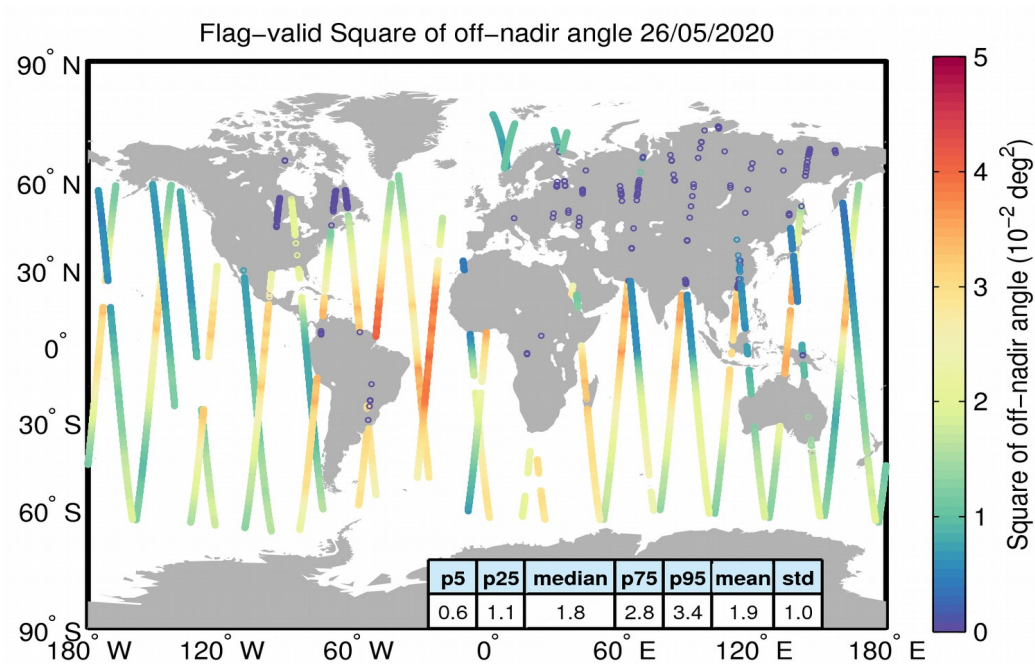 Flag-valid Square of off-nadir angle 26/05/2020
90° N
60° N
30° N
0°
30° S
60° S
90° S
180° W
120° W
60° W
0°
60° E
120° E
180° E
p5 p25 median p75 p95 mean std
0.6 1.1 1.8 2.8 3.4 1.9 1.0
5
4
3
2
1
0
Square of off-nadir angle (10⁻² deg²)